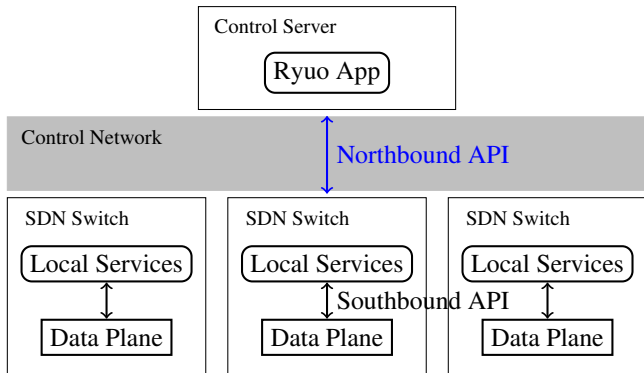 Control Server
Ryuo App
Control Network
Northbound API
SDN Switch
SDN Switch
SDN Switch
Local Services
Local Services
Local Services
Southbound API
Data Plane
Data Plane
Data Plane